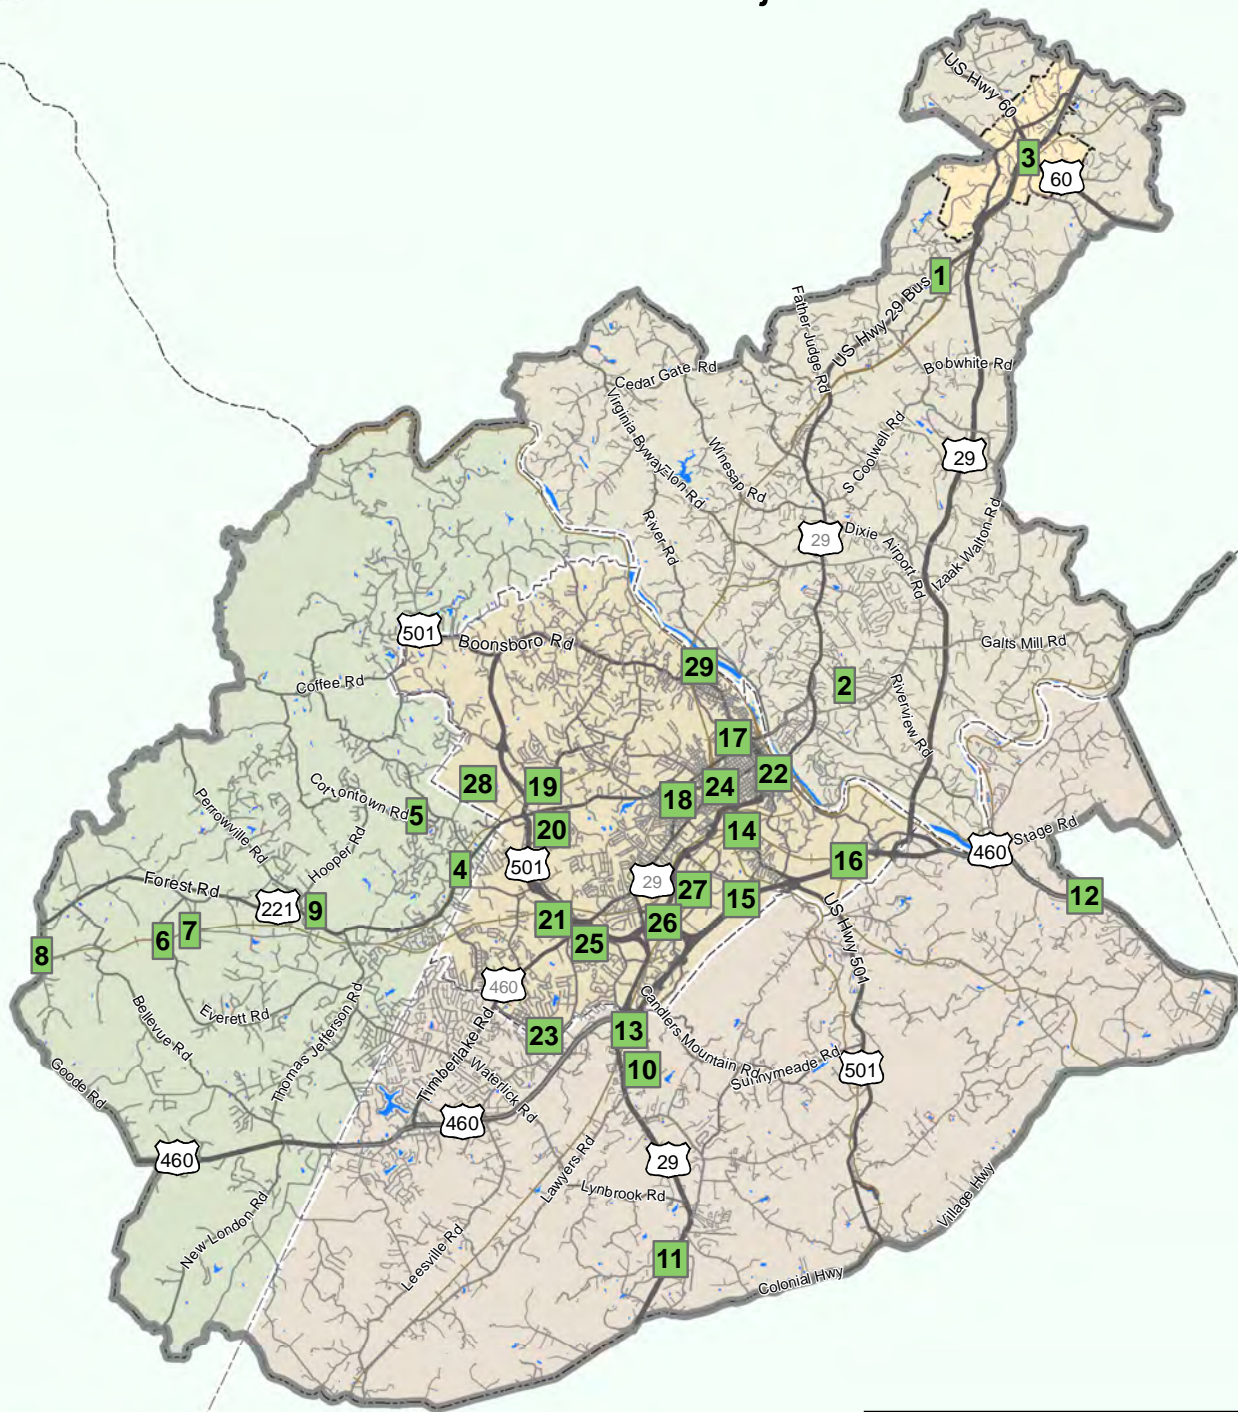 j
US Hwy 60
3
60
1
US Hwy 29 Bus
Father Judge Rd
Bobwhite Rd
Cedar Gate Rd
Virginia Byway
Elon Rd
Winesap Rd
S Coolwell Rd
29
29
Dixie Airport Rd
Izaak Walton Rd
River Rd
501
Boonsboro Rd
Galts Mill Rd
29
2
Coffee Rd
Riverview Rd
17
28
19
22
24
18
Cottontown Rd
5
Perrowville Rd
20
14
Stage Rd
460
Hooper Rd
4
501
16
29
27
Forest Rd
15
12
221
9
21
26
US Hwy 501
7
6
8
25
460
Candlers Mountain Rd
Everett Rd
Bellevue Rd
Thomas Jefferson Rd
Timberlake Rd
23
13
10
Sunnymeade Rd
501
Goode Rd
Waterlick Rd
460
460
29
Lawyers Rd
Lynbrook Rd
New London Rd
Leesville Rd
Village Hwy
11
Colonial Hwy